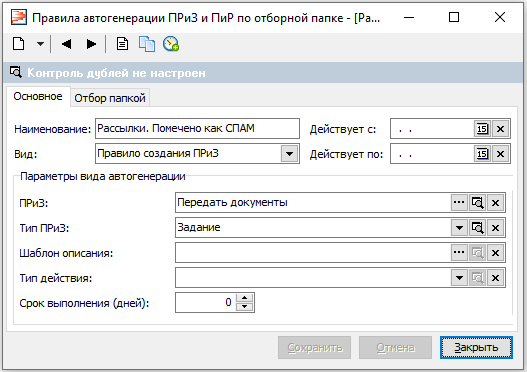 Правила автогенерации ПРиЗ и ПиР по отборной папке - [Ра...
Контроль дублей не настроен
Основное Отбор папкой
Наименование: Рассылки. Помечено как СПАМ Действует с: . . 15
Вид: Правило создания ПРиЗ Действует по: . . 15
Параметры вида автогенерации
ПРиЗ: Передать документы
Тип ПРиЗ: Задание
Шаблон описания:
Тип действия:
Срок выполнения (дней): 0
Сохранить Отмена Закрыть